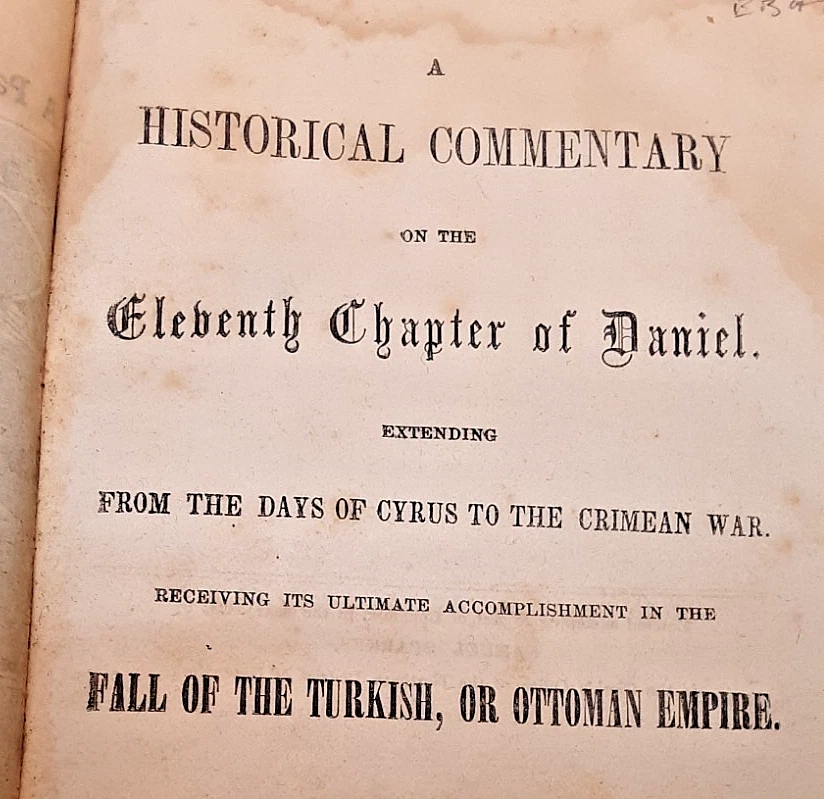 A
HISTORICAL COMMENTARY
ON THE
Eleventh Chapter of Daniel.
EXTENDING
FROM THE DAYS OF CYRUS TO THE CRIMEAN WAR.
RECEIVING ITS ULTIMATE ACCOMPLISHMENT IN THE
FALL OF THE TURKISH, OR OTTOMAN EMPIRE.